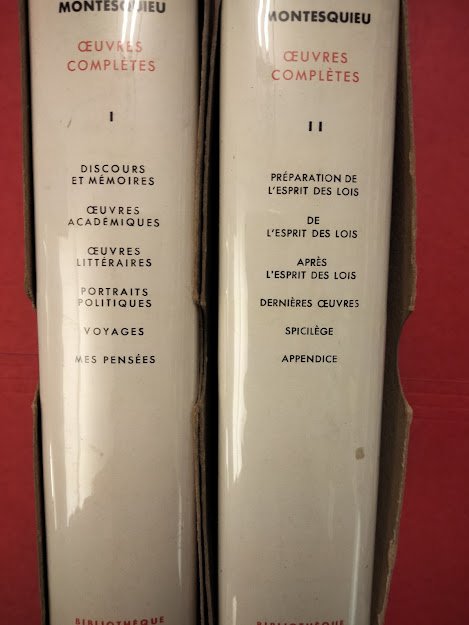 MONTESQUIEU
ŒUVRES
COMPLÈTES
I
DISCOURS
ET MÉMOIRES
ŒUVRES
ACADÉMIQUES
ŒUVRES
LITTÉRAIRES
PORTRAITS
POLITIQUES
VOYAGES
MES PENSÉES
BIBLIOTHÈQUE
MONTESQUIEU
ŒUVRES
COMPLÈTES
II
PRÉPARATION DE
L'ESPRIT DES LOIS
DE
L'ESPRIT DES LOIS
APRÈS
L'ESPRIT DES LOIS
DERNIÈRES ŒUVRES
SPICILÈGE
APPENDICE
BIBLIOTHÈQUE